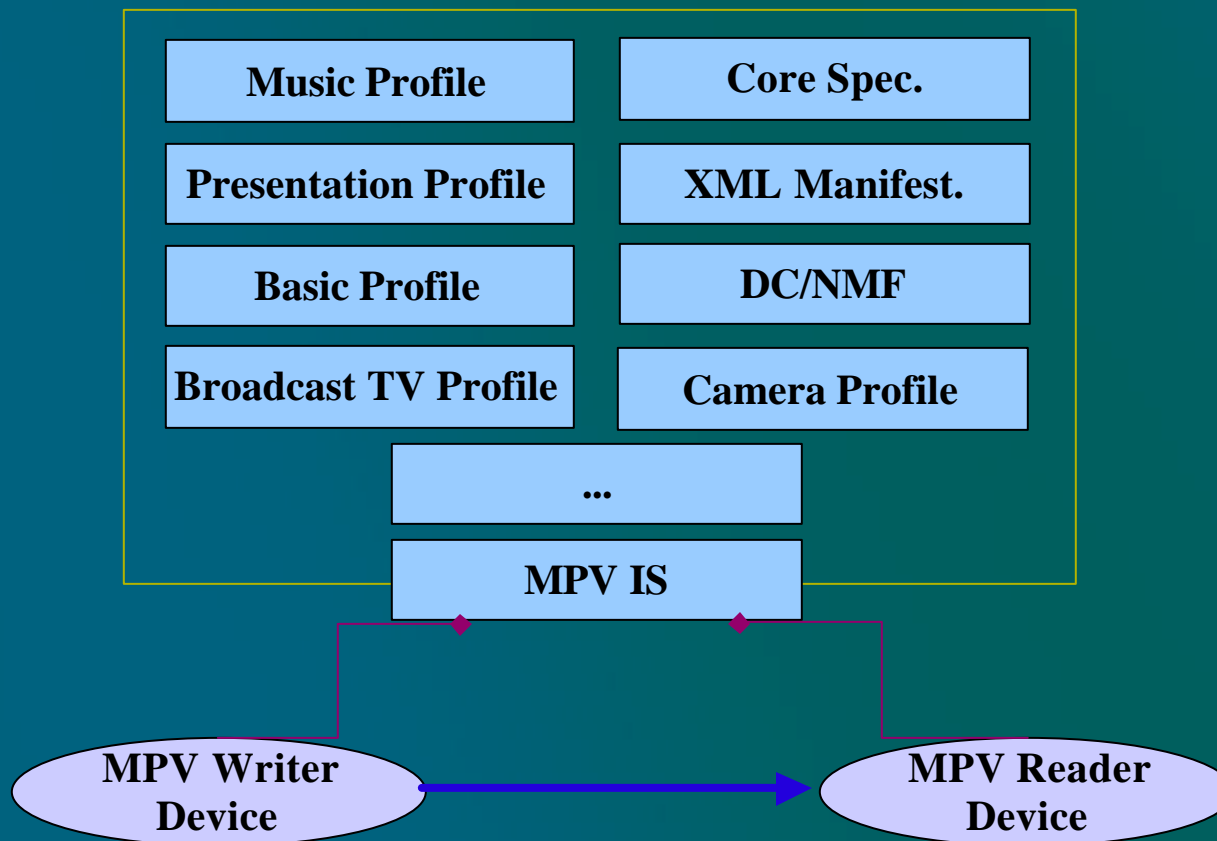 Music Profile
Core Spec.
Presentation Profile
XML Manifest.
Basic Profile
DC/NMF
Broadcast TV Profile
Camera Profile
...
MPV IS
MPV Writer
Device
MPV Reader
Device